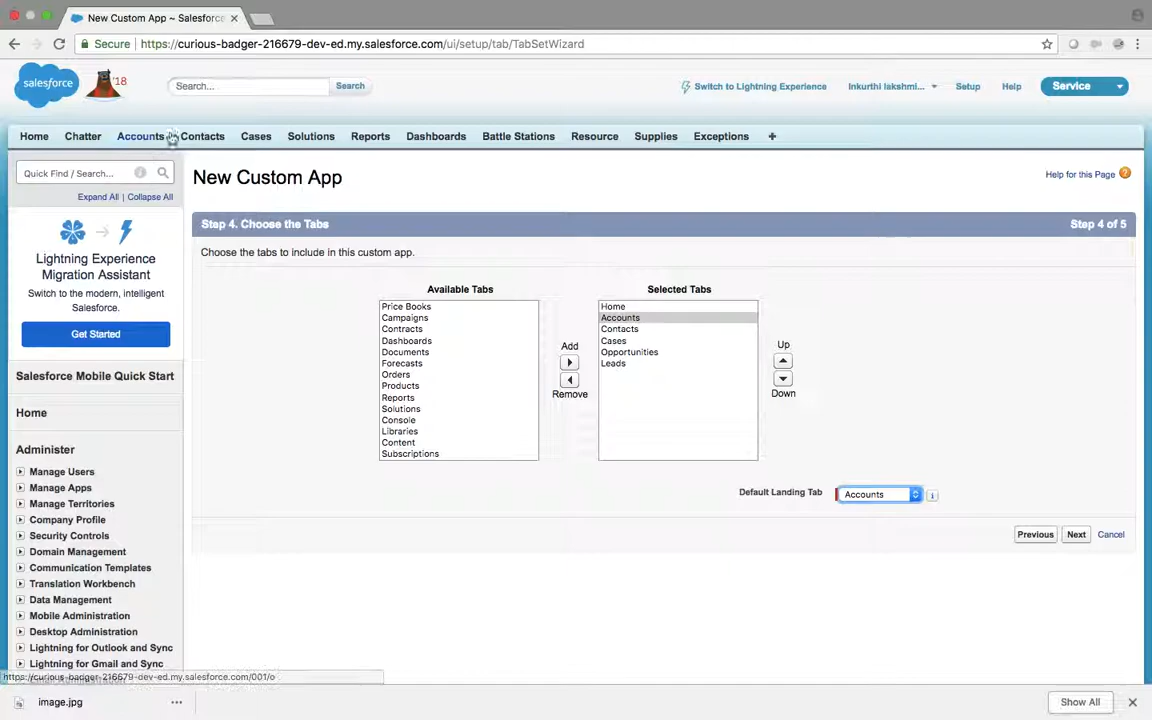 New Custom App ~ Salesforce
Secure
https://curious-badger-216679-dev-ed.my.salesforce.com/ui/setup/tab/TabSetWizard
salesforce
'18
Search...
Search
Switch to Lightning Experience
Inkurthi lakshmi...
Setup
Help
Service
Home
Chatter
Accounts
Contacts
Cases
Solutions
Reports
Dashboards
Battle Stations
Resource
Supplies
Exceptions
+
Quick Find / Search...
Expand All | Collapse All
Lightning Experience
Migration Assistant
Switch to the modern, intelligent
Salesforce.
Get Started
Salesforce Mobile Quick Start
Home
Administer
Manage Users
Manage Apps
Manage Territories
Company Profile
Security Controls
Domain Management
Communication Templates
Translation Workbench
Data Management
Mobile Administration
Desktop Administration
Lightning for Outlook and Sync
Lightning for Gmail and Sync
New Custom App
Help for this Page
Step 4. Choose the Tabs
Step 4 of 5
Choose the tabs to include in this custom app.
Available Tabs
Price Books
Campaigns
Contracts
Dashboards
Documents
Forecasts
Orders
Products
Reports
Solutions
Console
Libraries
Content
Subscriptions
Add
Remove
Selected Tabs
Home
Accounts
Contacts
Cases
Opportunities
Leads
Up
Down
Default Landing Tab
Accounts
Previous
Next
Cancel
https://curious-badger-216679-dev-ed.my.salesforce.com/001/o
image.jpg
Show All